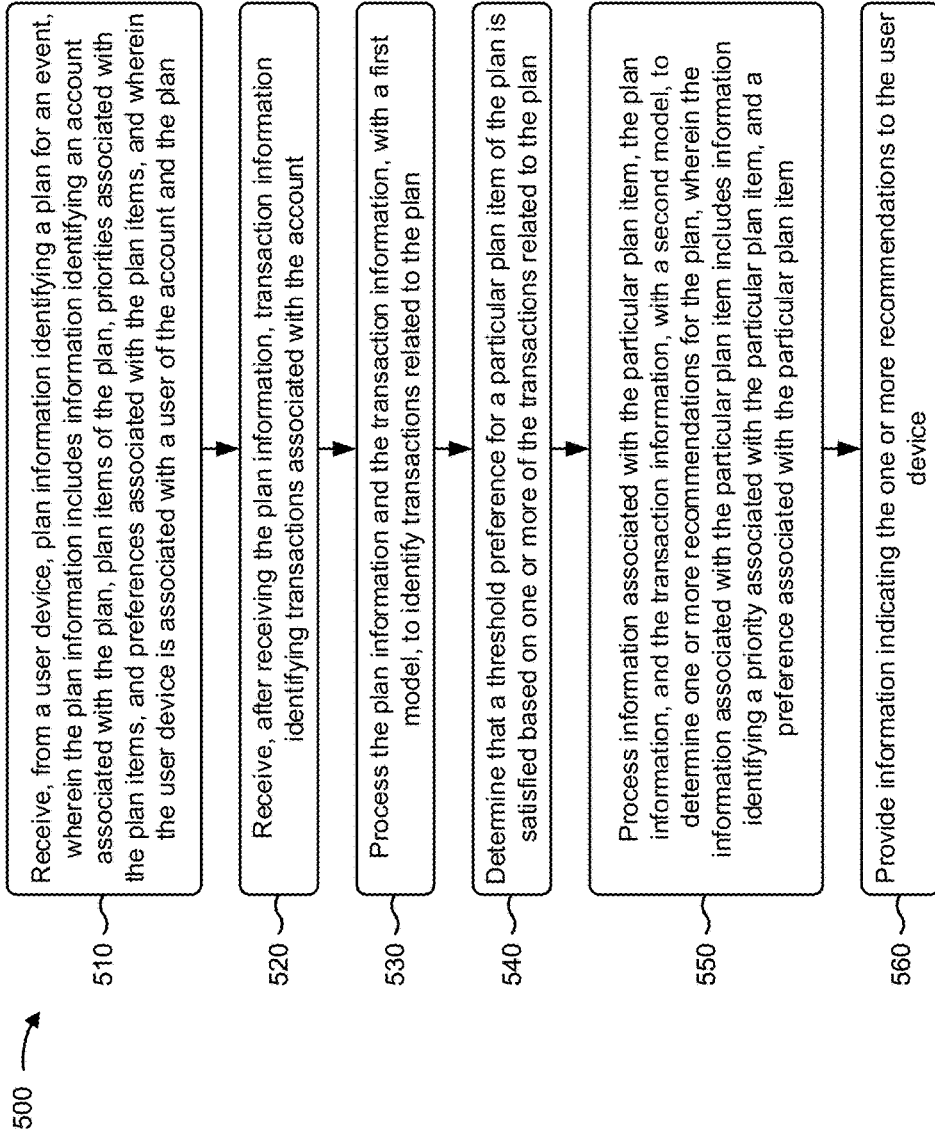 500
510
Receive, from a user device, plan information identifying a plan for an event,
wherein the plan information includes information identifying an account
associated with the plan, plan items of the plan, priorities associated with
the plan items, and preferences associated with the plan items, and wherein
the user device is associated with a user of the account and the plan
520
Receive, after receiving the plan information, transaction information
identifying transactions associated with the account
530
Process the plan information and the transaction information, with a first
model, to identify transactions related to the plan
540
Determine that a threshold preference for a particular plan item of the plan is
satisfied based on one or more of the transactions related to the plan
550
Process information associated with the particular plan item, the plan
information, and the transaction information, with a second model, to
determine one or more recommendations for the plan, wherein the
information associated with the particular plan item includes information
identifying a priority associated with the particular plan item, and a
preference associated with the particular plan item
560
Provide information indicating the one or more recommendations to the user
device